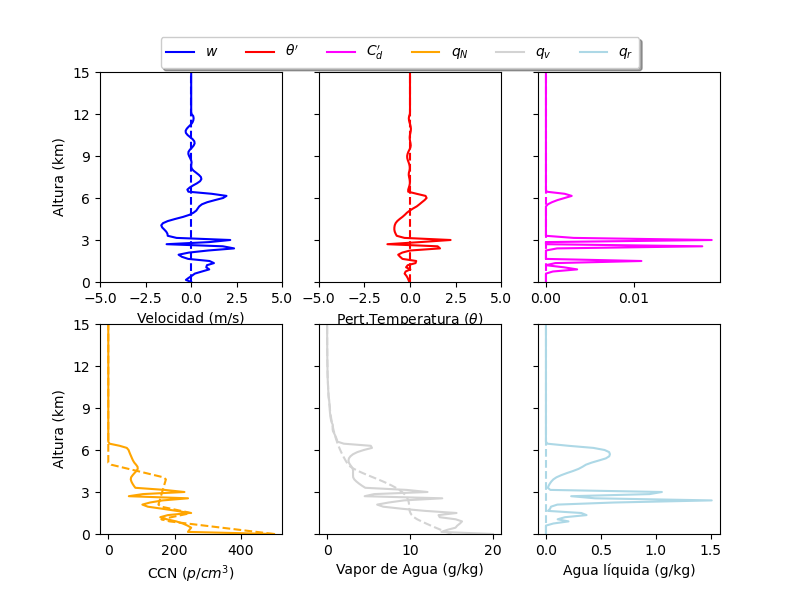 w θ′ C′d qN qv qr
15
12
9
6
3
0
Altura (km)
−5.0 −2.5 0.0 2.5 5.0
Velocidad (m/s)
−5.0 −2.5 0.0 2.5 5.0
Pert.Temperatura (θ)
0.00 0.01
15
12
9
6
3
0
Altura (km)
0 200 400
CCN (p/cm³)
0 10 20
Vapor de Agua (g/kg)
0.0 0.5 1.0 1.5
Agua líquida (g/kg)